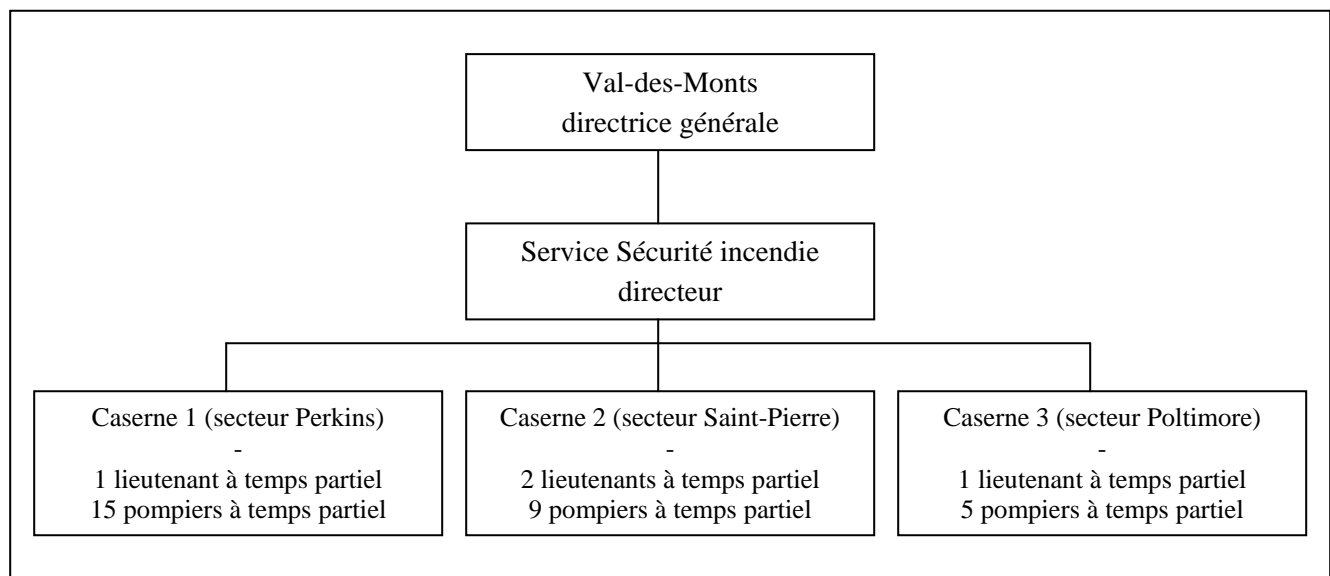 Val-des-Monts
directrice générale
Service Sécurité incendie
directeur
Caserne 1 (secteur Perkins)
-
1 lieutenant à temps partiel
15 pompiers à temps partiel
Caserne 2 (secteur Saint-Pierre)
-
2 lieutenants à temps partiel
9 pompiers à temps partiel
Caserne 3 (secteur Poltimore)
-
1 lieutenant à temps partiel
5 pompiers à temps partiel